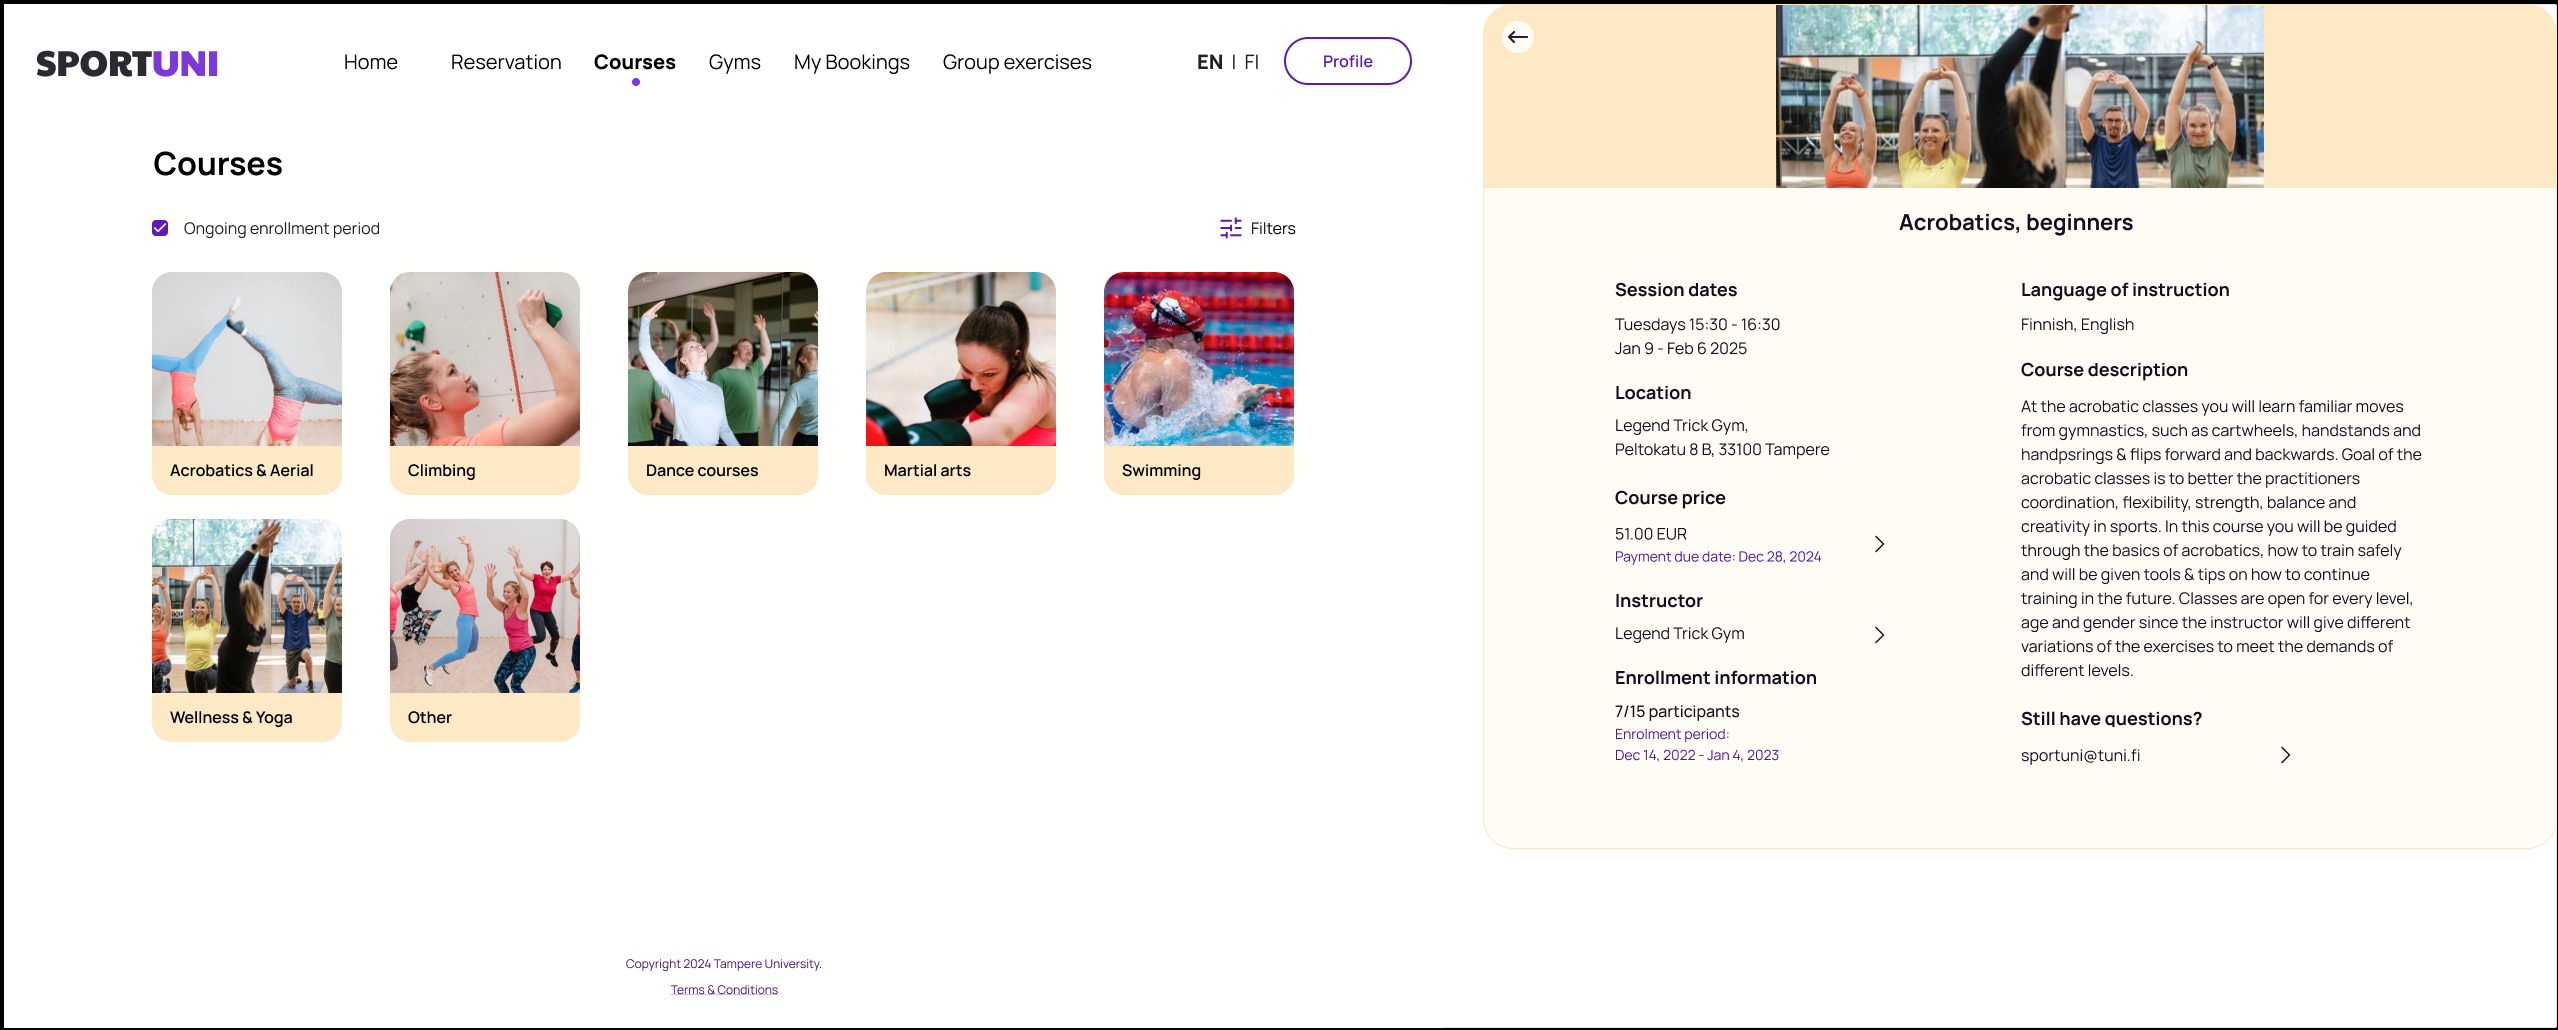 SPORTUNI
Home
Reservation
Courses
Gyms
My Bookings
Group exercises
EN | FI
Profile
Courses
Ongoing enrollment period
Filters
Acrobatics & Aerial
Climbing
Dance courses
Martial arts
Swimming
Wellness & Yoga
Other
Copyright 2024 Tampere University.
Terms & Conditions
Acrobatics, beginners
Session dates
Tuesdays 15:30 - 16:30
Jan 9 - Feb 6 2025
Location
Legend Trick Gym,
Peltokatu 8 B, 33100 Tampere
Course price
51.00 EUR
Payment due date: Dec 28, 2024
Instructor
Legend Trick Gym
Enrollment information
7/15 participants
Enrolment period:
Dec 14, 2022 - Jan 4, 2023
Language of instruction
Finnish, English
Course description
At the acrobatic classes you will learn familiar moves
from gymnastics, such as cartwheels, handstands and
handpsrings & flips forward and backwards. Goal of the
acrobatic classes is to better the practitioners
coordination, flexibility, strength, balance and
creativity in sports. In this course you will be guided
through the basics of acrobatics, how to train safely
and will be given tools & tips on how to continue
training in the future. Classes are open for every level,
age and gender since the instructor will give different
variations of the exercises to meet the demands of
different levels.
Still have questions?
sportuni@tuni.fi